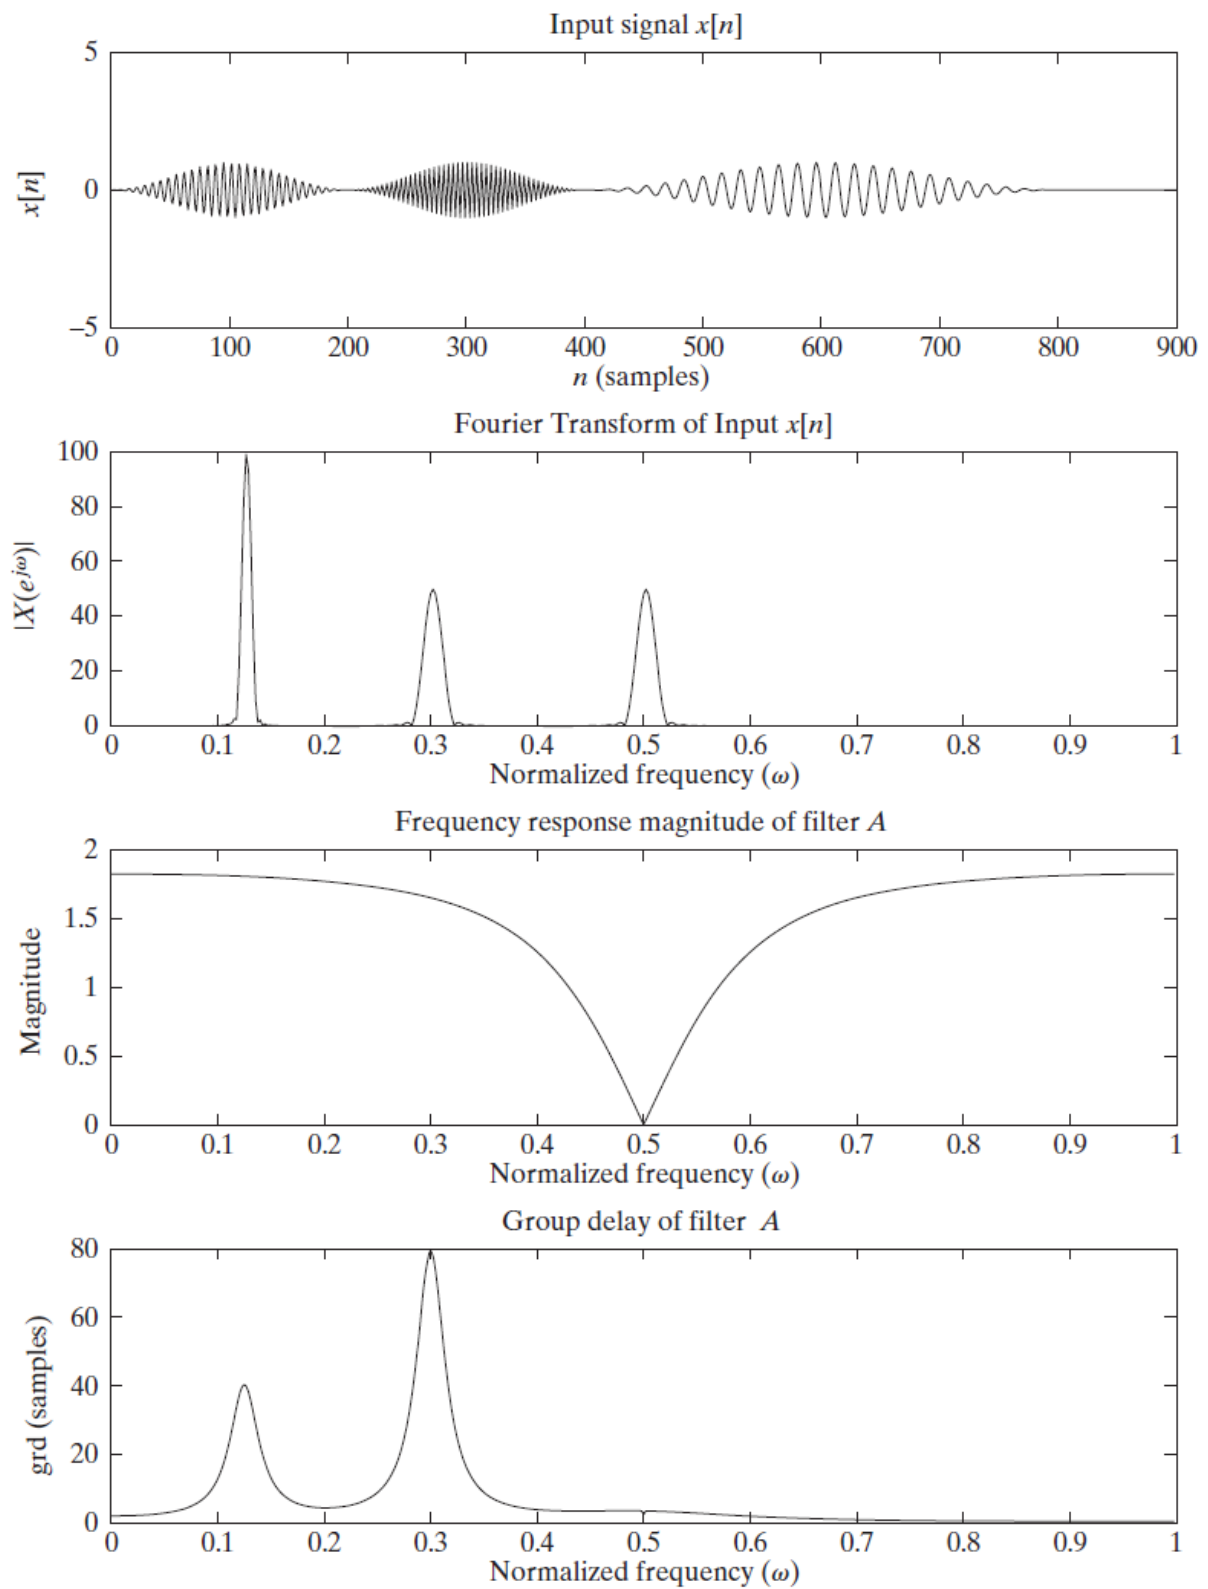 Input signal x[n]
5
0
–5
x[n]
0 100 200 300 400 500 600 700 800 900
n (samples)
Fourier Transform of Input x[n]
100
80
60
40
20
0
|X(e^{jω})|
0 0.1 0.2 0.3 0.4 0.5 0.6 0.7 0.8 0.9 1
Normalized frequency (ω)
Frequency response magnitude of filter A
2
1.5
1
0.5
0
Magnitude
0 0.1 0.2 0.3 0.4 0.5 0.6 0.7 0.8 0.9 1
Normalized frequency (ω)
Group delay of filter A
80
60
40
20
0
grd (samples)
0 0.1 0.2 0.3 0.4 0.5 0.6 0.7 0.8 0.9 1
Normalized frequency (ω)